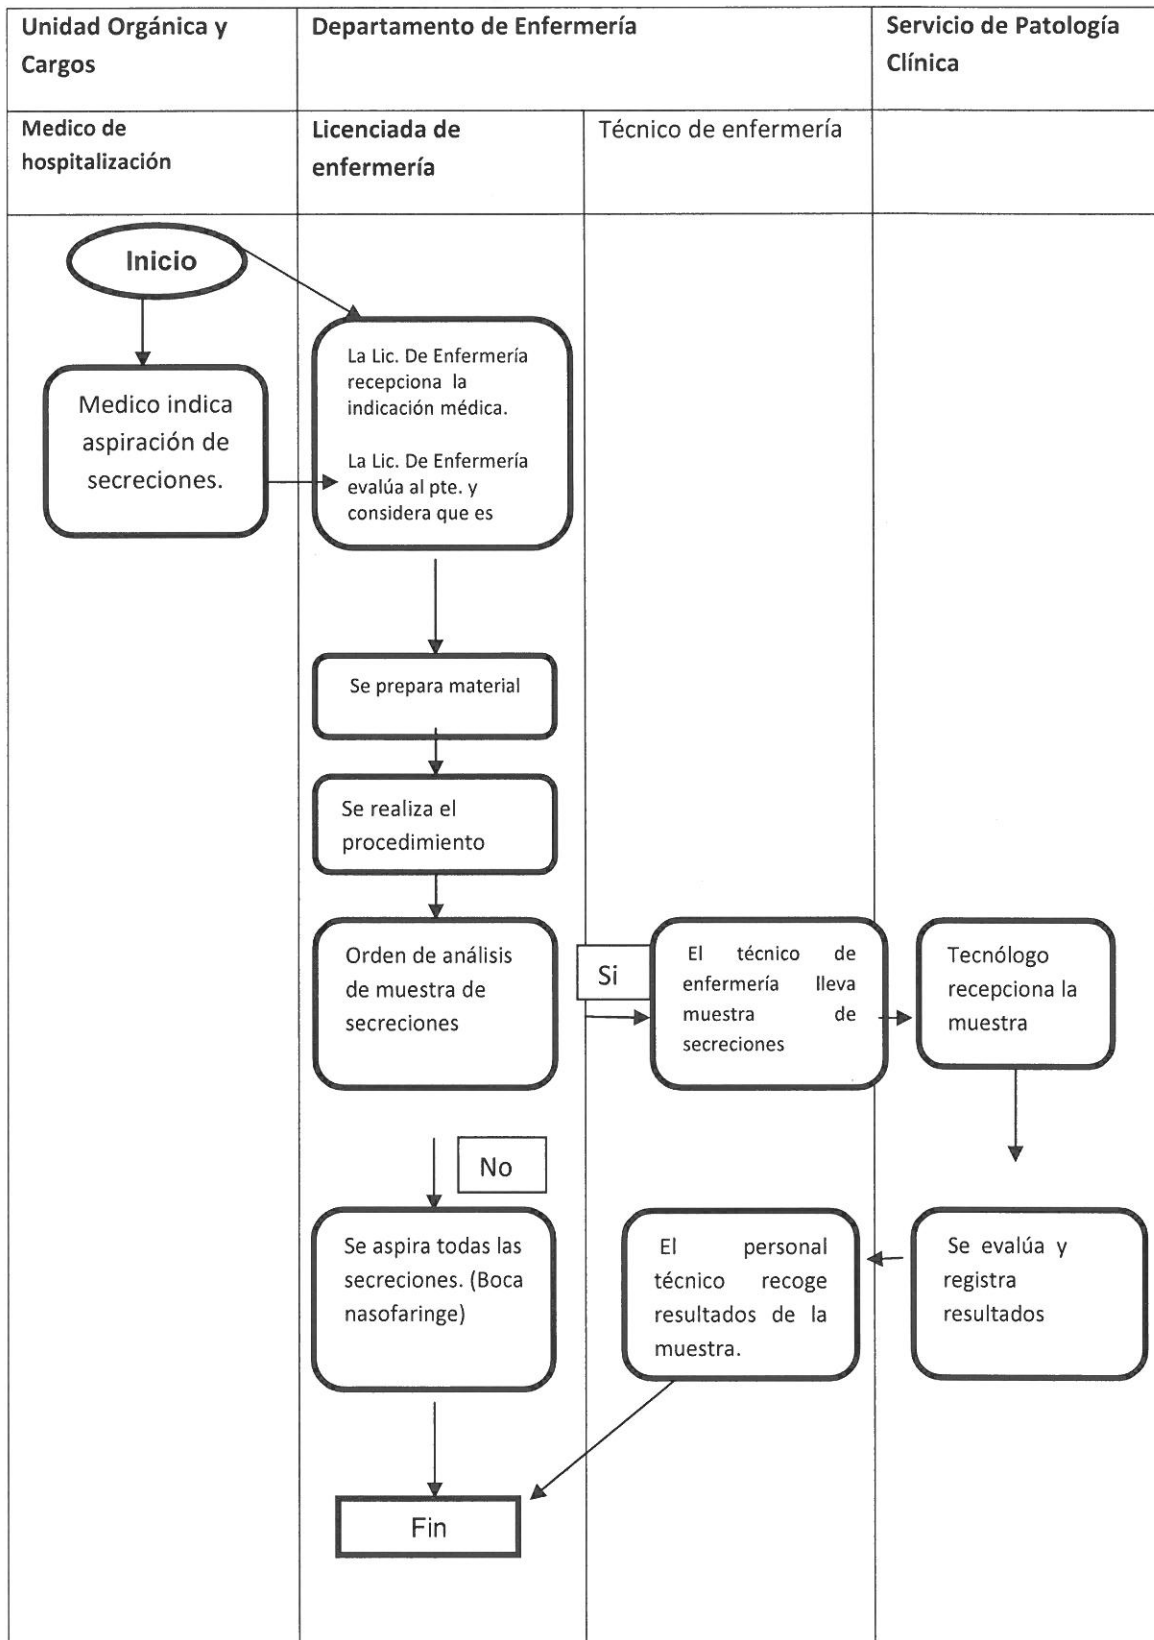 Unidad Orgánica y
Cargos
Departamento de Enfermería
Servicio de Patología
Clínica
Medico de
hospitalización
Licenciada de
enfermería
Técnico de enfermería
Inicio
Medico indica
aspiración de
secreciones.
La Lic. De Enfermería
recepciona la
indicación médica.
La Lic. De Enfermería
evalúa al pte. y
considera que es
Se prepara material
Se realiza el
procedimiento
Orden de análisis
de muestra de
secreciones
Si
El técnico de
enfermería lleva
muestra de
secreciones
Tecnólogo
recepciona la
muestra
No
Se aspira todas las
secreciones. (Boca
nasofaringe)
El personal
técnico recoge
resultados de la
muestra.
Se evalúa y
registra
resultados
Fin